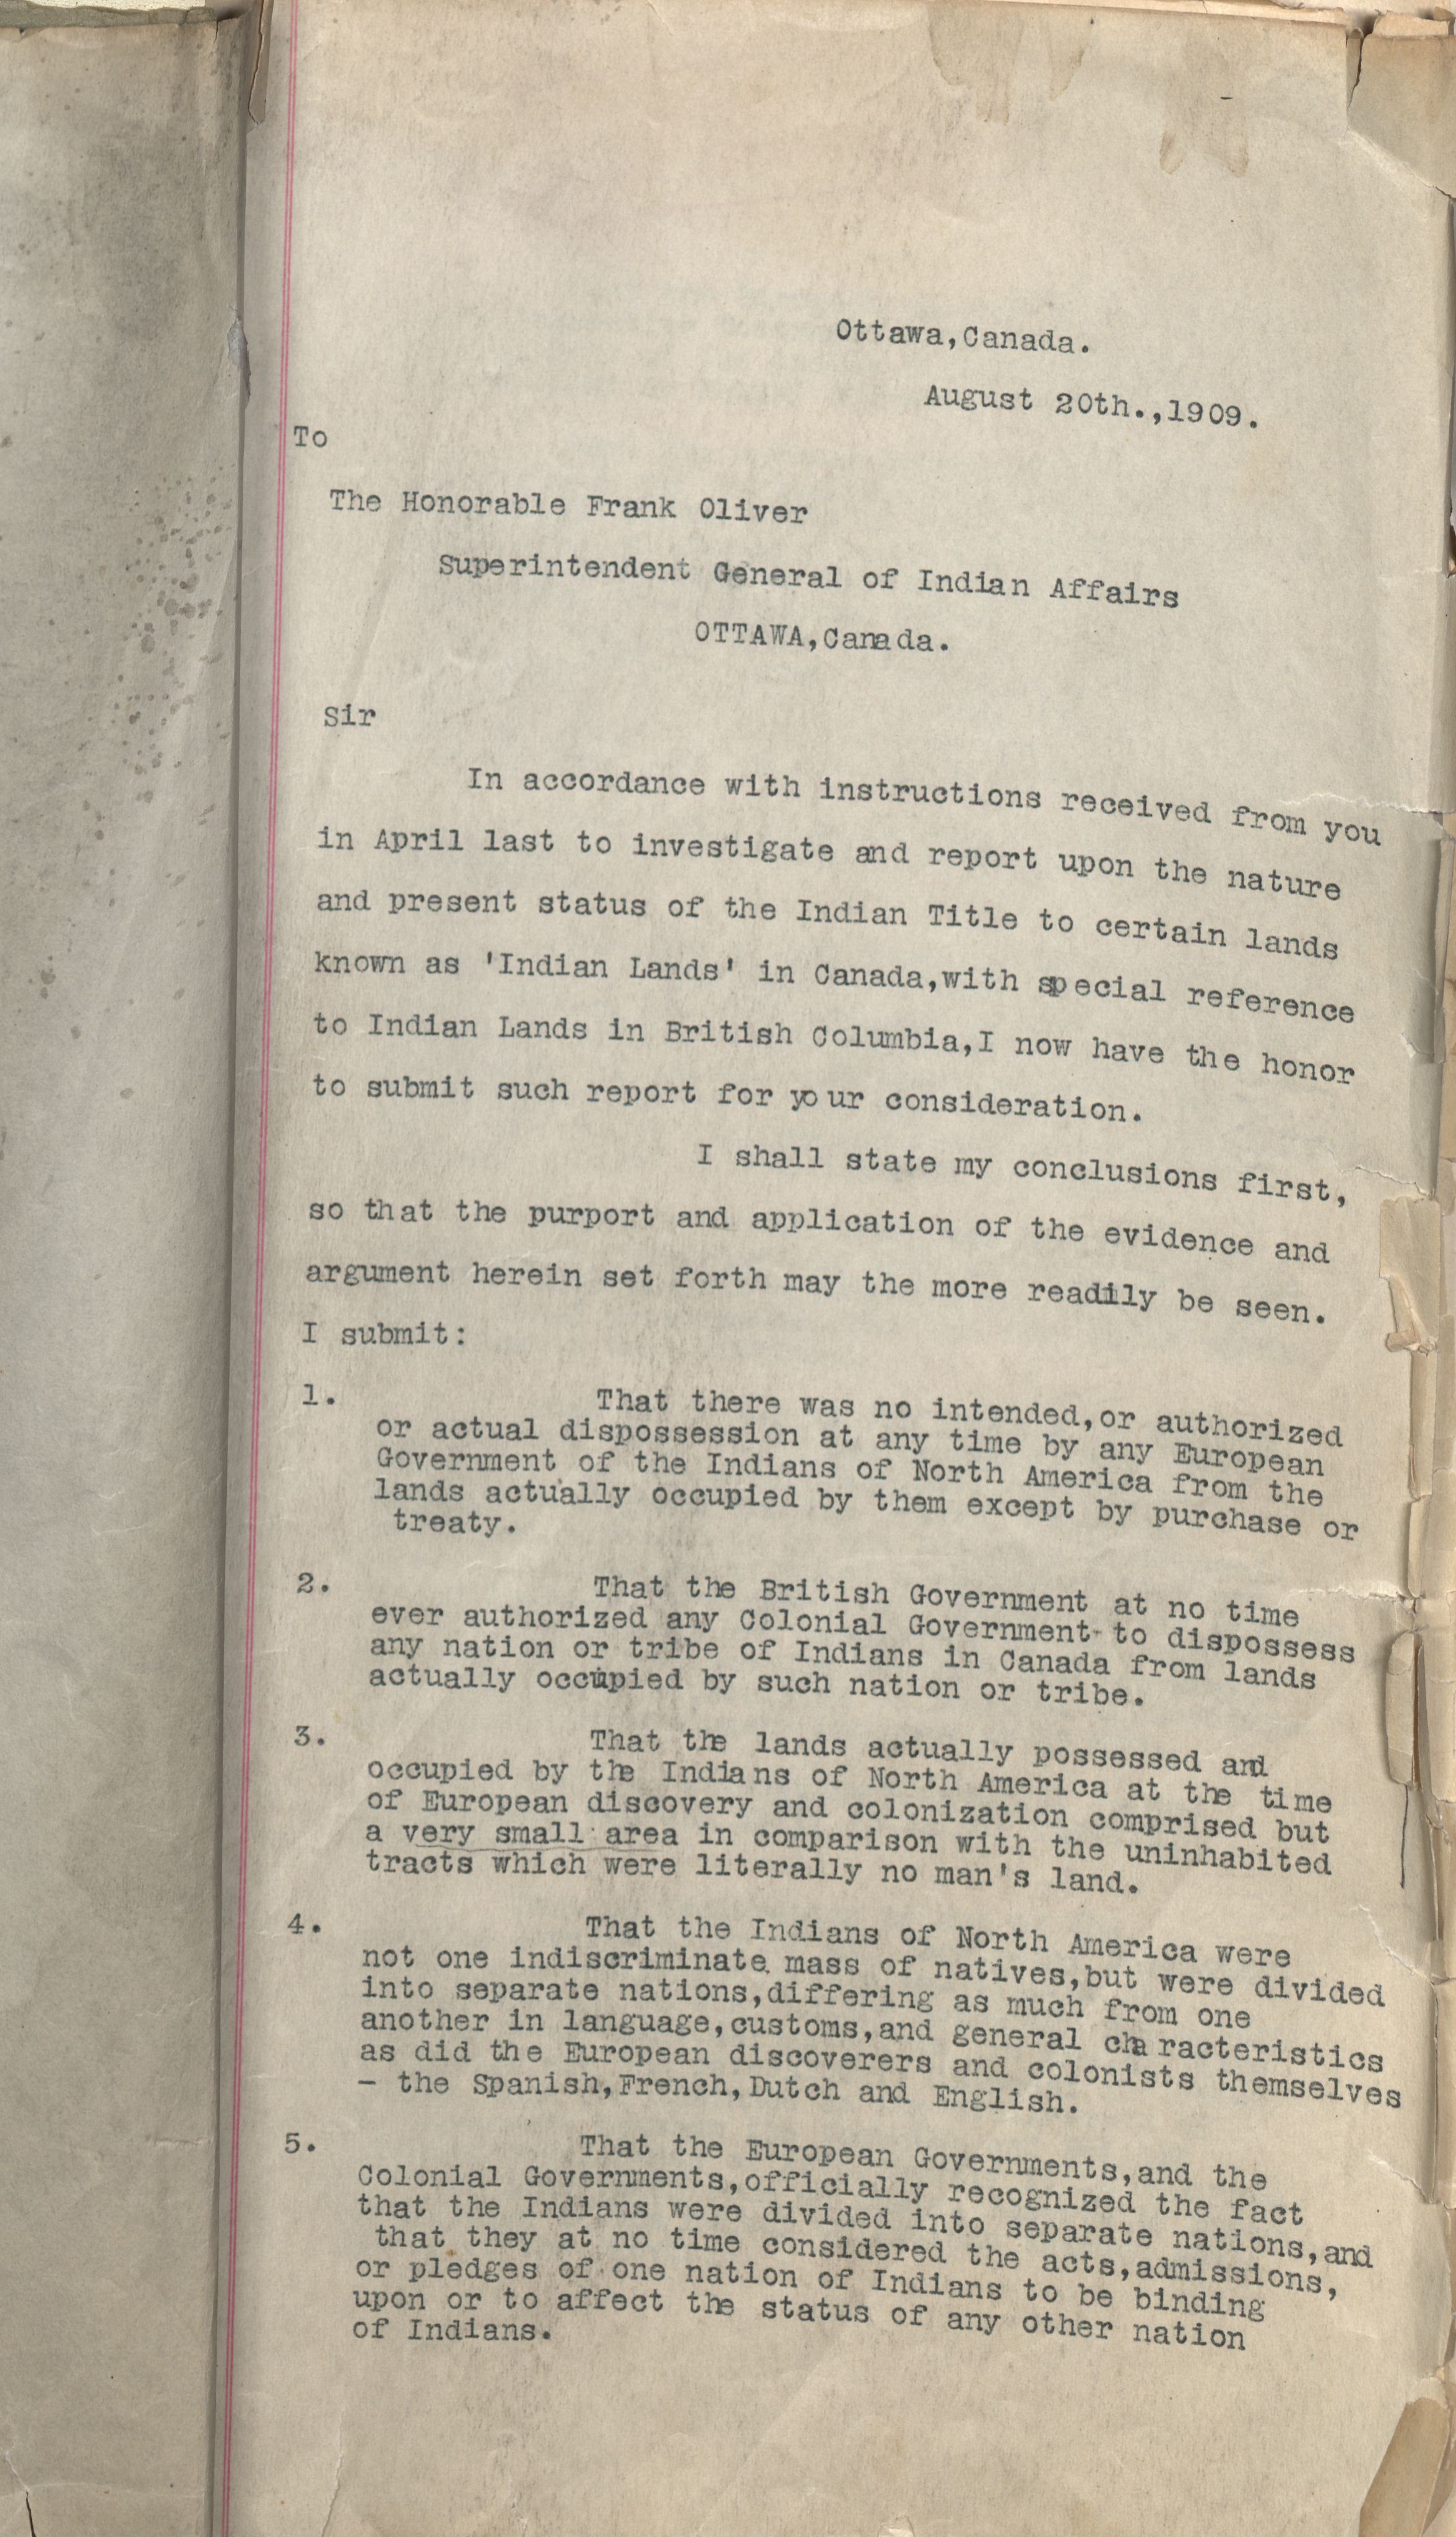 Ottawa,Canada.
August 20th.,1909.
To
The Honorable Frank Oliver
Superintendent General of Indian Affairs
OTTAWA,Canada.
Sir
In accordance with instructions received from you
in April last to investigate and report upon the nature
and present status of the Indian Title to certain lands
known as 'Indian Lands' in Canada,with special reference
to Indian Lands in British Columbia,I now have the honor
to submit such report for your consideration.
I shall state my conclusions first,
so that the purport and application of the evidence and
argument herein set forth may the more readily be seen.
I submit:
1. That there was no intended,or authorized
or actual dispossession at any time by any European
Government of the Indians of North America from the
lands actually occupied by them except by purchase or
treaty.
2. That the British Government at no time
ever authorized any Colonial Government to dispossess
any nation or tribe of Indians in Canada from lands
actually occupied by such nation or tribe.
3. That the lands actually possessed and
occupied by the Indians of North America at the time
of European discovery and colonization comprised but
a very small area in comparison with the uninhabited
tracts which were literally no man's land.
4. That the Indians of North America were
not one indiscriminate mass of natives,but were divided
into separate nations,differing as much from one
another in language,customs,and general characteristics
as did the European discoverers and colonists themselves
- the Spanish,French,Dutch and English.
5. That the European Governments,and the
Colonial Governments,officially recognized the fact
that the Indians were divided into separate nations,and
that they at no time considered the acts,admissions,
or pledges of one nation of Indians to be binding
upon or to affect the status of any other nation
of Indians.